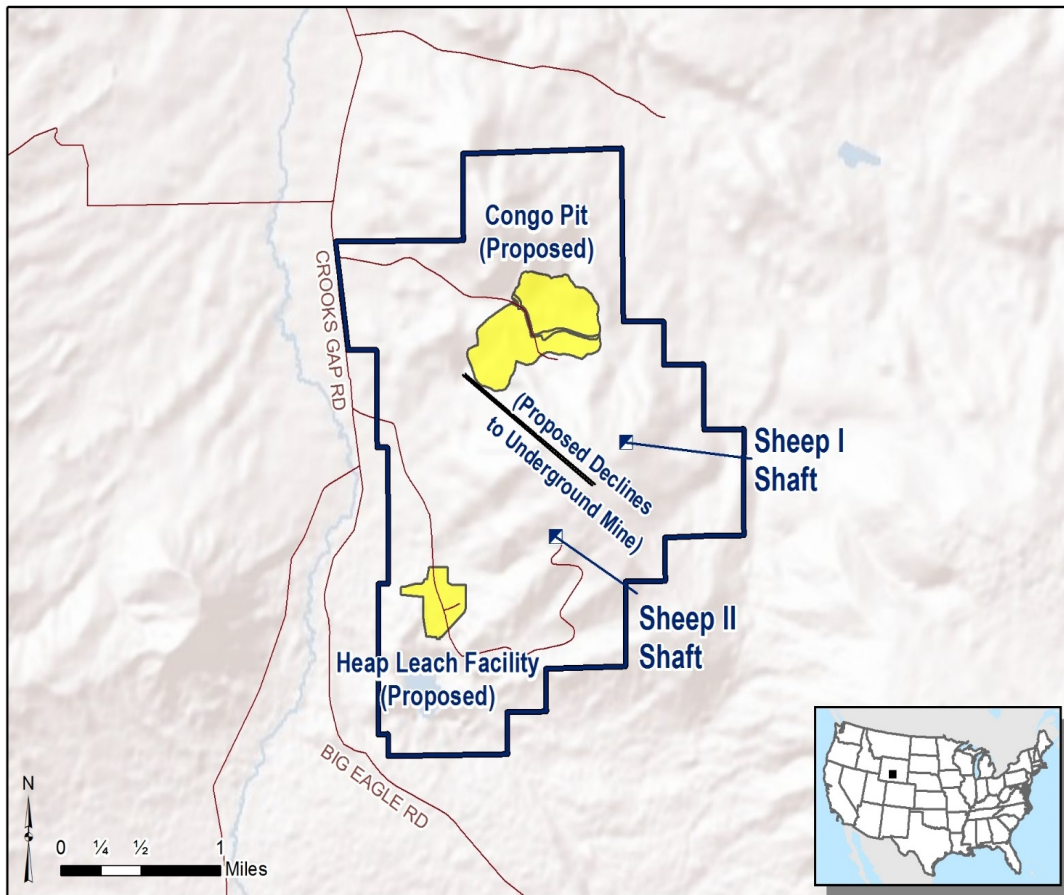 Congo Pit
(Proposed)
CROOKS GAP RD
(Proposed Declines
to Underground Mine)
Sheep I
Shaft
Sheep II
Shaft
Heap Leach Facility
(Proposed)
BIG EAGLE RD
N
0 ¼ ½ 1
Miles